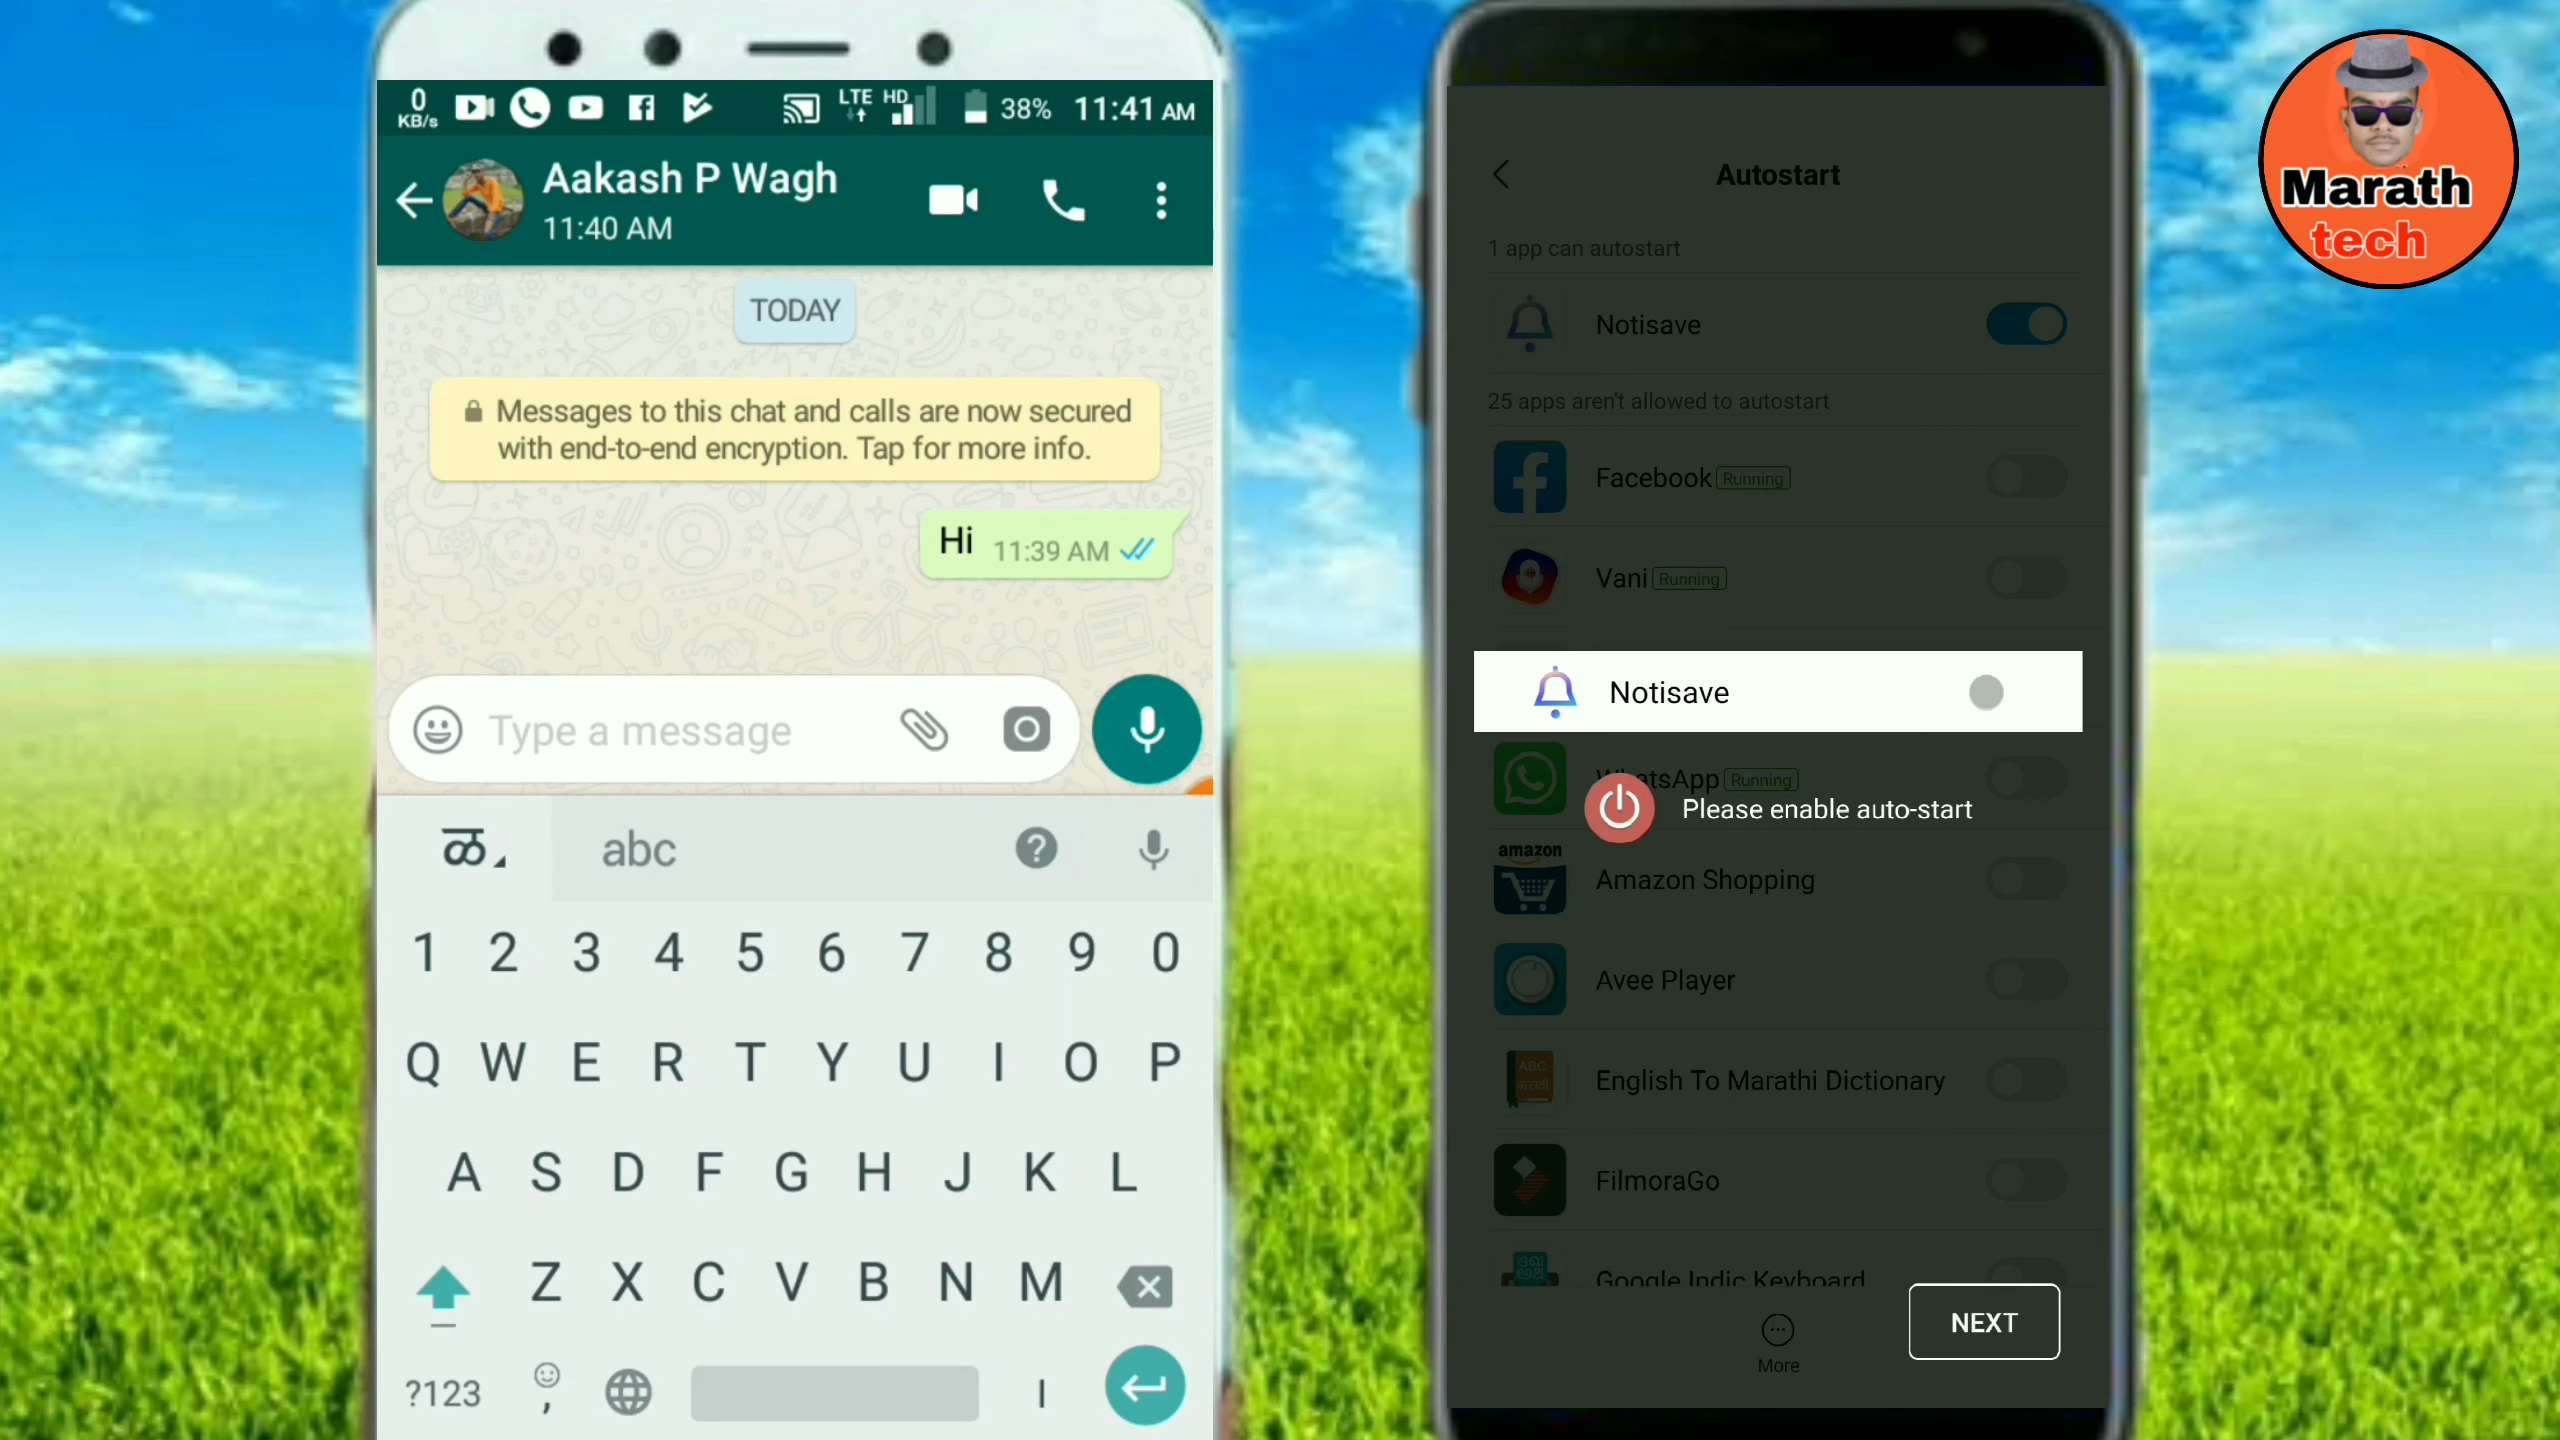 0
KB/s
LTE HD
38% 11:41 AM
Aakash P Wagh
11:40 AM
TODAY
Messages to this chat and calls are now secured
with end-to-end encryption. Tap for more info.
Hi 11:39 AM
Type a message
ळ abc
1 2 3 4 5 6 7 8 9 0
Q W E R T Y U I O P
A S D F G H J K L
Z X C V B N M
?123 , |
Autostart
1 app can autostart
Notisave
25 apps aren't allowed to autostart
Facebook Running
Vani Running
Notisave
WhatsApp Running
Please enable auto-start
amazon
Amazon Shopping
Avee Player
ABC
मराठी
English To Marathi Dictionary
FilmoraGo
Google Indic Keyboard
More
NEXT
Marath
tech